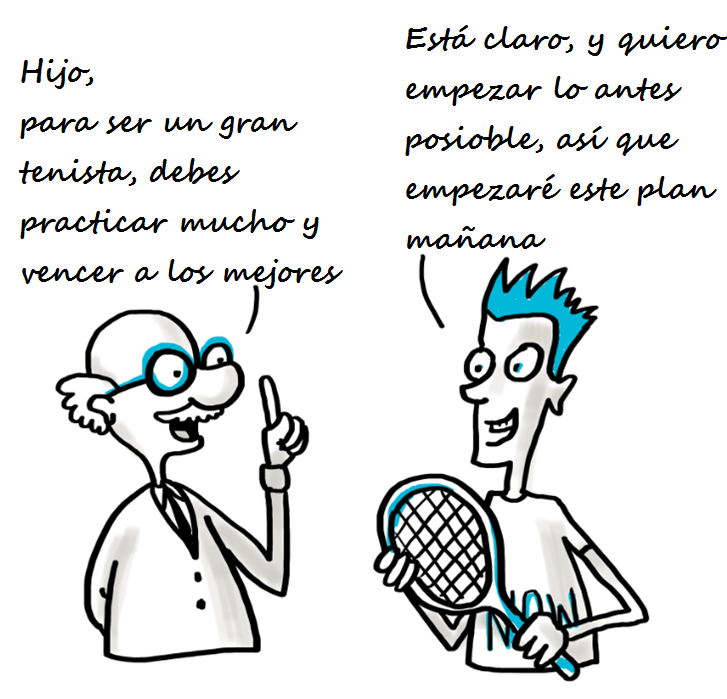 Hijo,
para ser un gran
tenista, debes
practicar mucho y
vencer a los mejores
Está claro, y quiero
empezar lo antes
posioble, así que
empezaré este plan
mañana
NOW